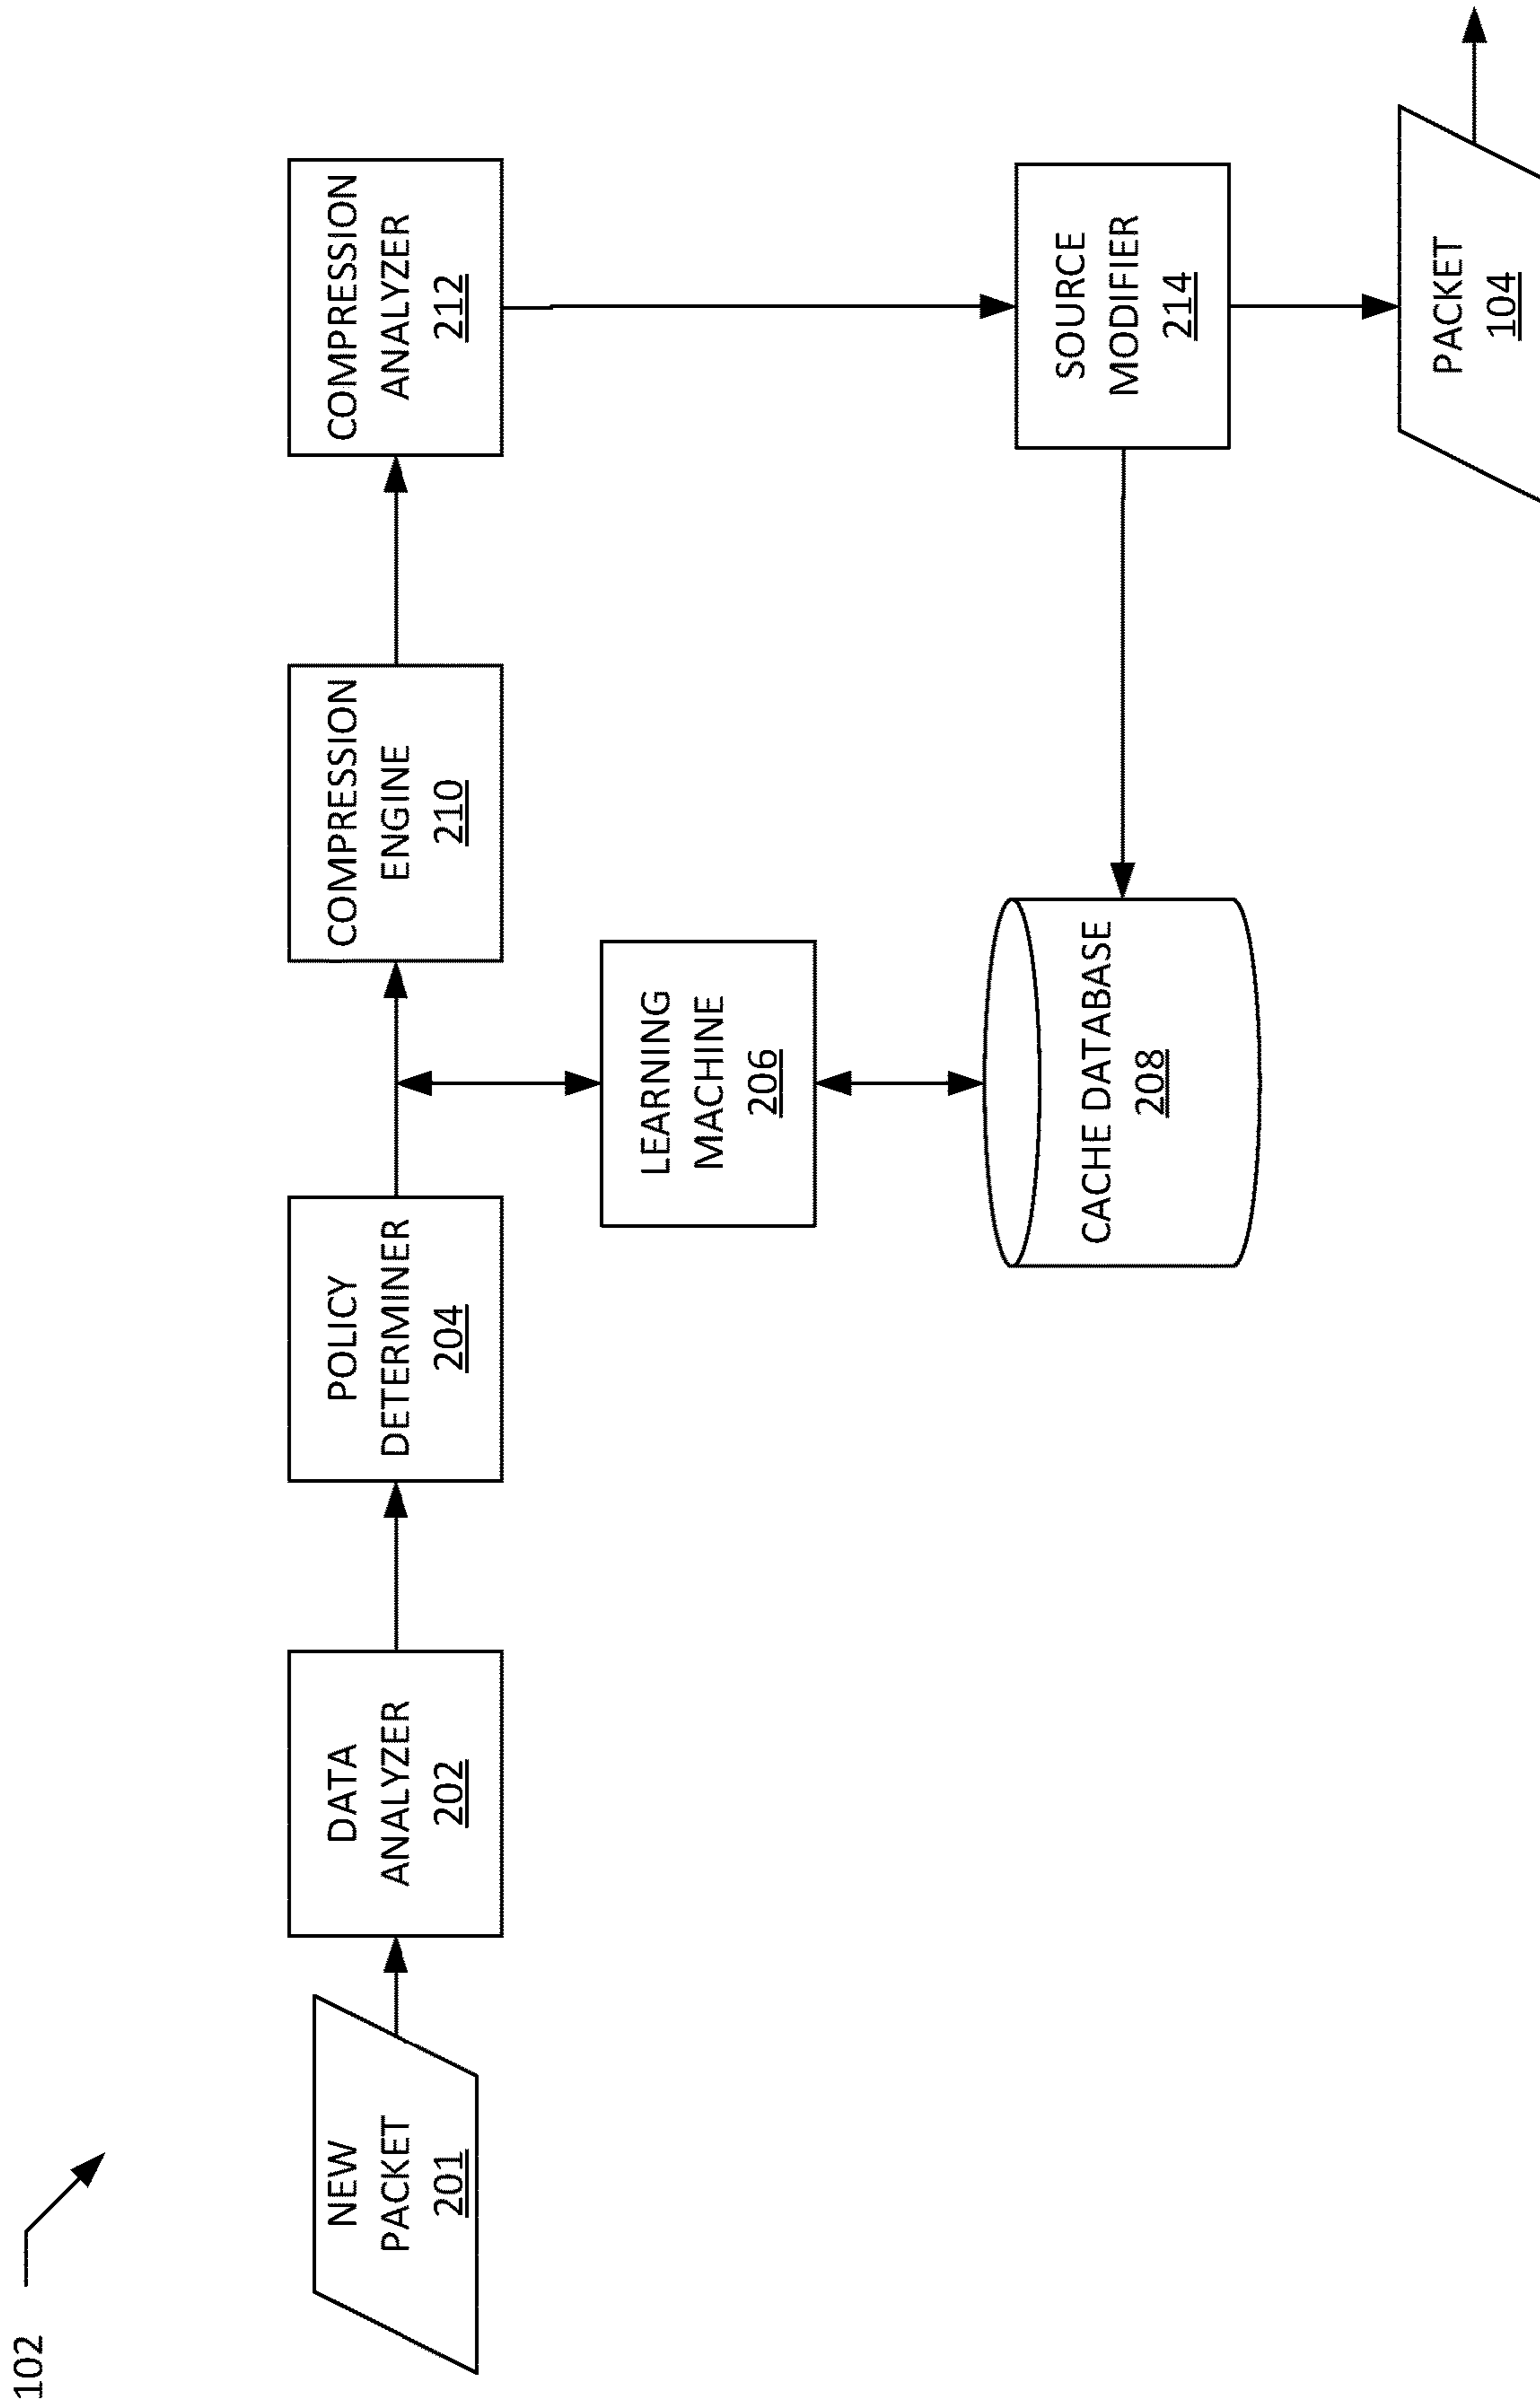 102
NEW
PACKET
201
DATA
ANALYZER
202
POLICY
DETERMINER
204
COMPRESSION
ENGINE
210
COMPRESSION
ANALYZER
212
LEARNING
MACHINE
206
CACHE DATABASE
208
SOURCE
MODIFIER
214
PACKET
104